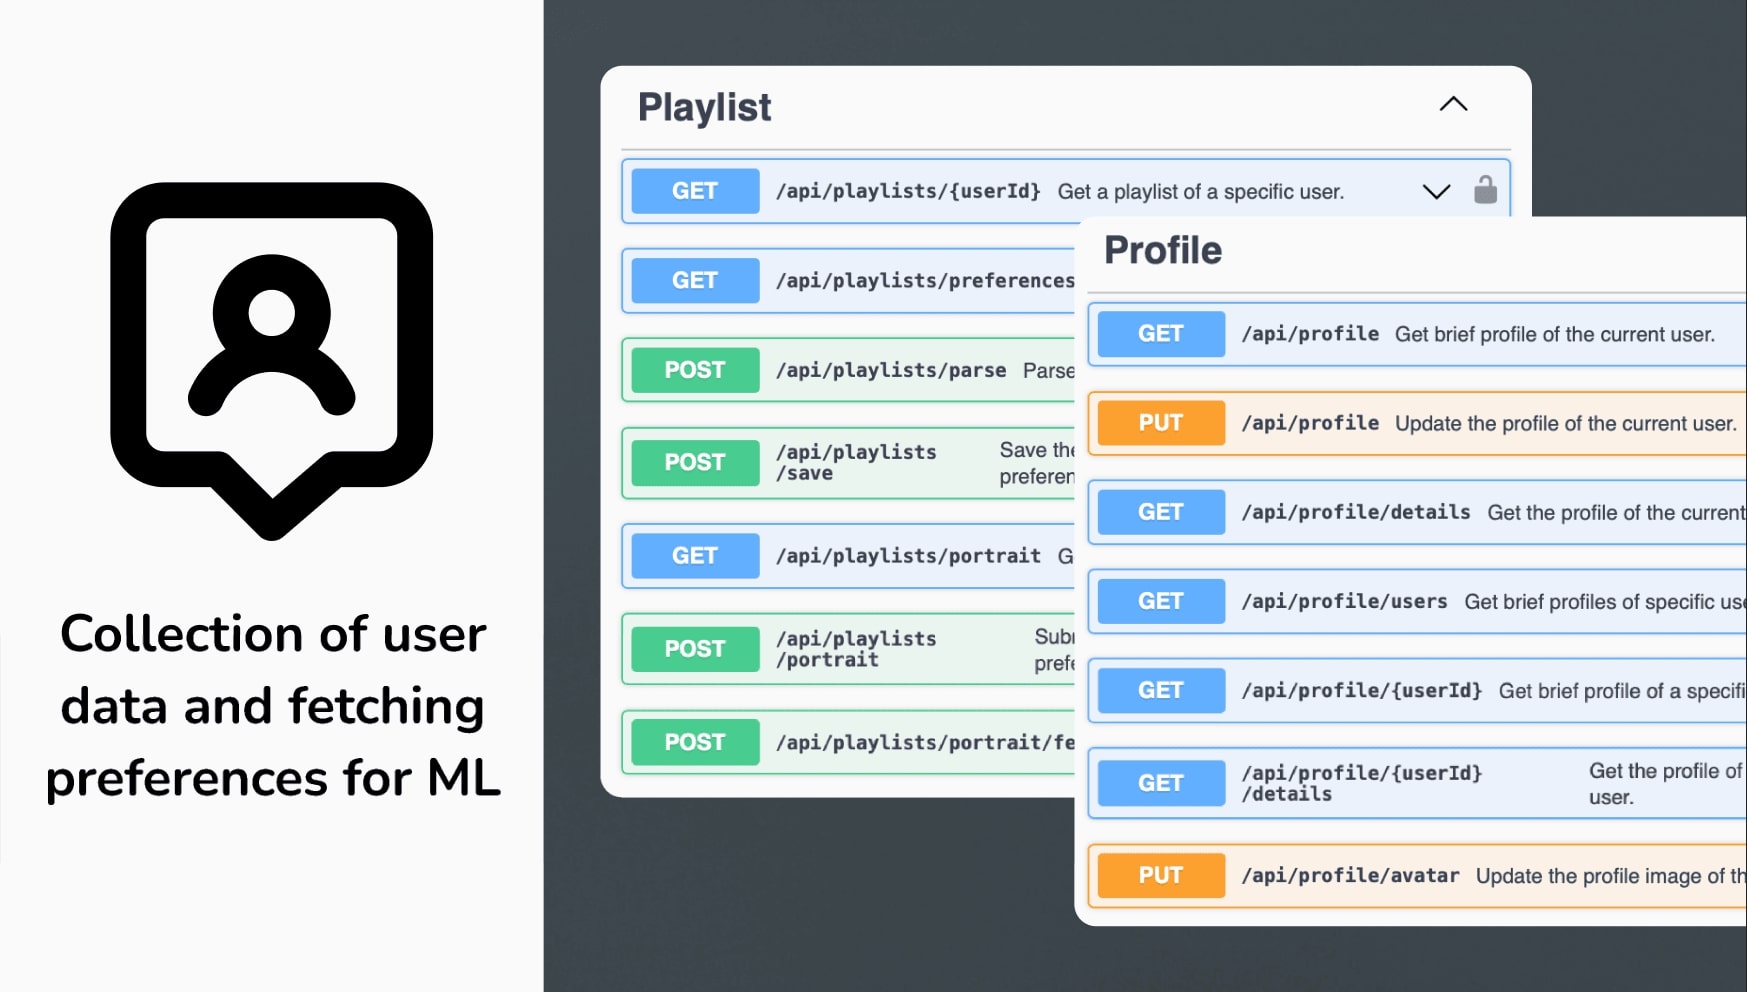 Collection of user
data and fetching
preferences for ML
Playlist
GET /api/playlists/{userId} Get a playlist of a specific user.
GET /api/playlists/preferences
POST /api/playlists/parse Parse
POST /api/playlists
/save
Save the
preferen
GET /api/playlists/portrait G
POST /api/playlists
/portrait
Subr
prefe
POST /api/playlists/portrait/fe
Profile
GET /api/profile Get brief profile of the current user.
PUT /api/profile Update the profile of the current user.
GET /api/profile/details Get the profile of the current
GET /api/profile/users Get brief profiles of specific use
GET /api/profile/{userId} Get brief profile of a specifi
GET /api/profile/{userId}
/details
Get the profile of
user.
PUT /api/profile/avatar Update the profile image of th